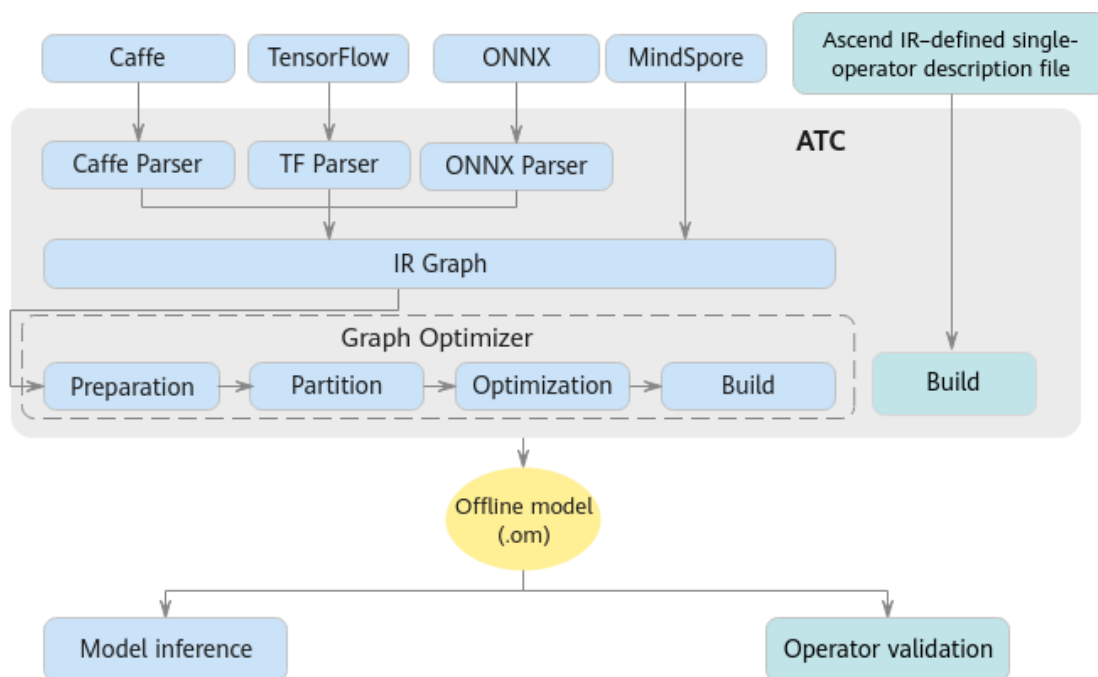 Caffe
TensorFlow
ONNX
MindSpore
Ascend IR–defined single-
operator description file
ATC
Caffe Parser
TF Parser
ONNX Parser
IR Graph
Graph Optimizer
Preparation
Partition
Optimization
Build
Build
Offline model
(.om)
Model inference
Operator validation